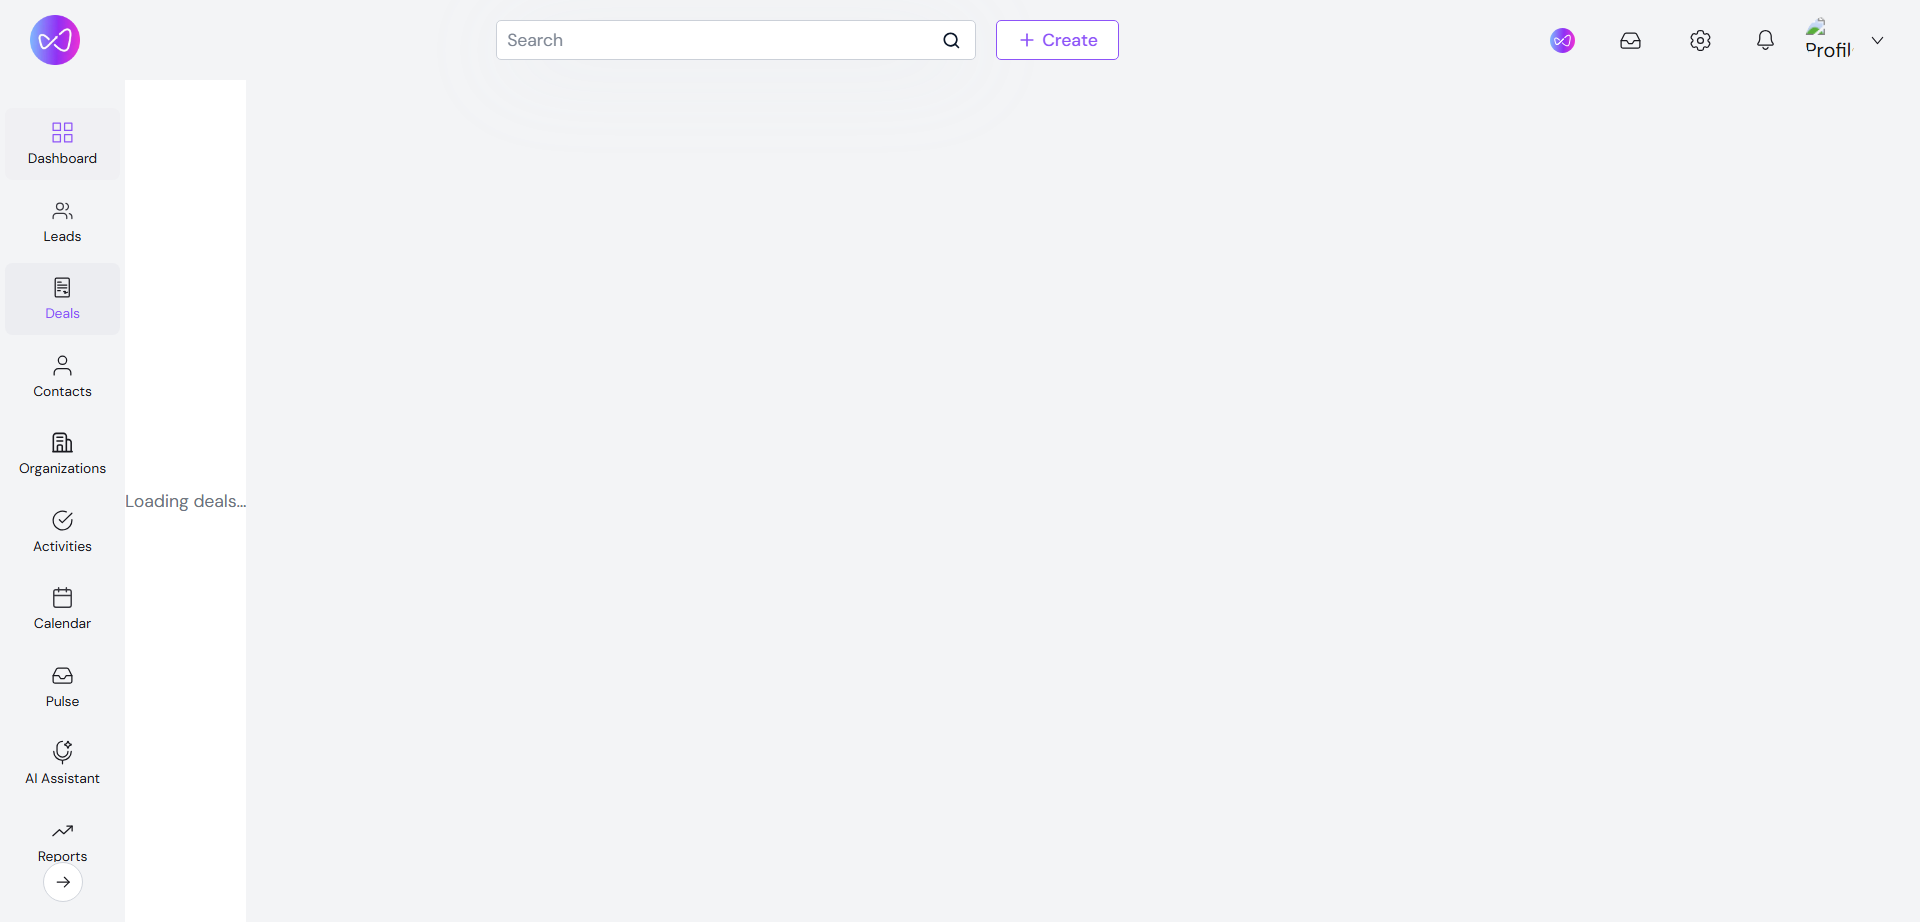 Search
Create
Profil
Dashboard
Leads
Deals
Contacts
Organizations
Activities
Calendar
Pulse
AI Assistant
Reports
Loading deals...